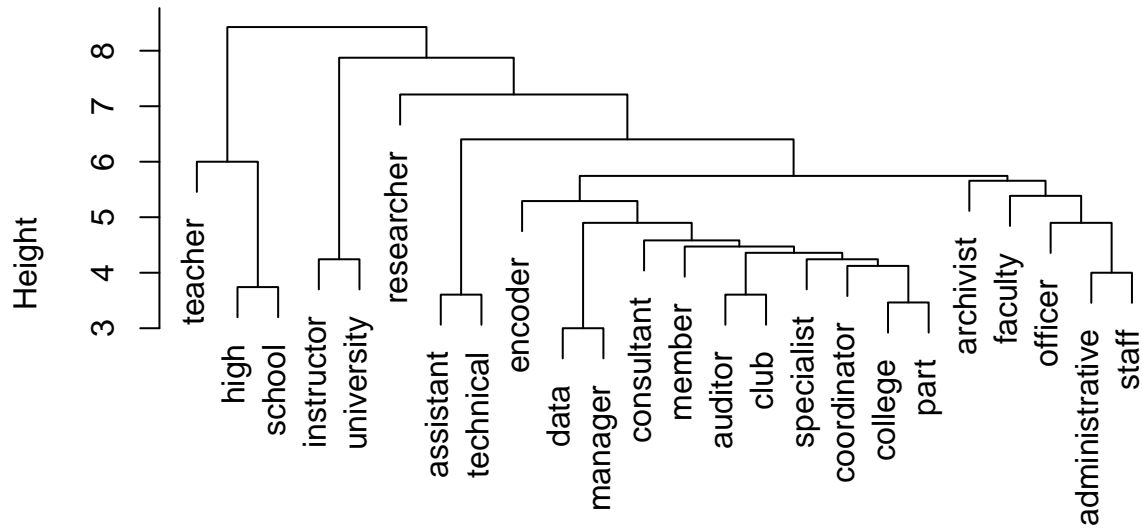 Height
8
7
6
5
4
3
teacher
high
school
instructor
university
researcher
assistant
technical
encoder
data
manager
consultant
member
auditor
club
specialist
coordinator
college
part
archivist
faculty
officer
administrative
staff